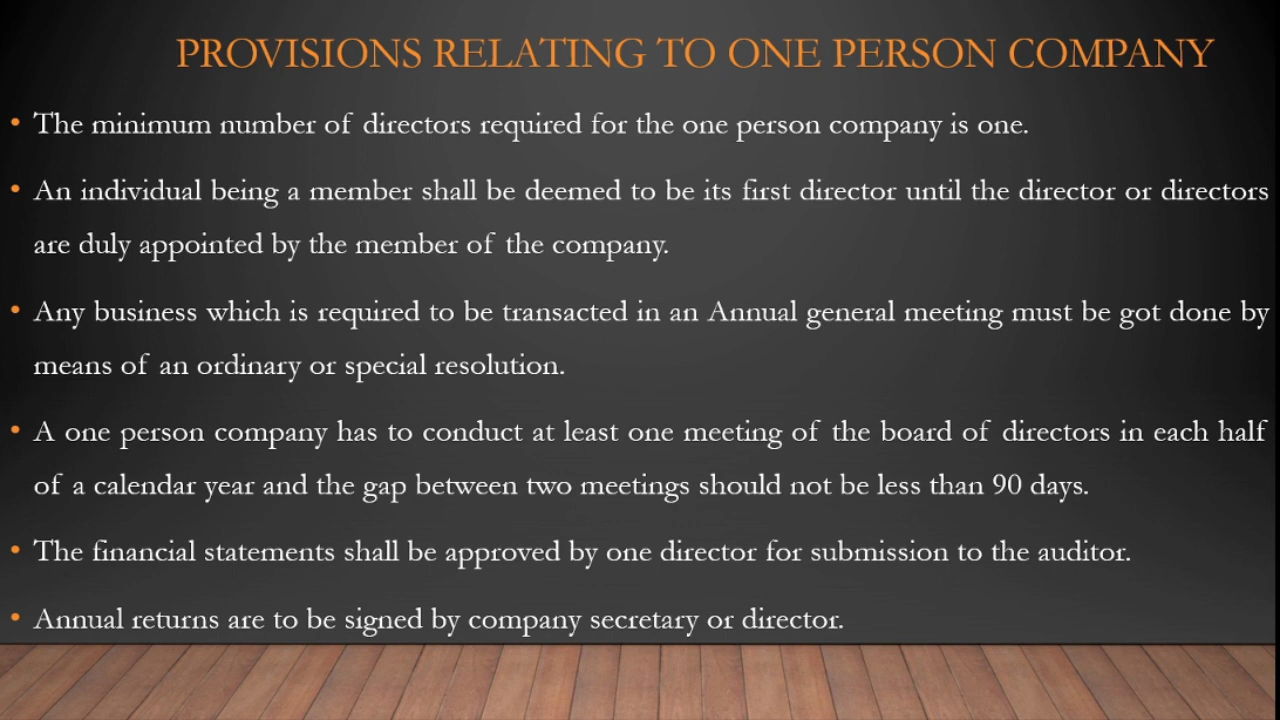 PROVISIONS RELATING TO ONE PERSON COMPANY
• The minimum number of directors required for the one person company is one.
• An individual being a member shall be deemed to be its first director until the director or directors
are duly appointed by the member of the company.
• Any business which is required to be transacted in an Annual general meeting must be got done by
means of an ordinary or special resolution.
• A one person company has to conduct at least one meeting of the board of directors in each half
of a calendar year and the gap between two meetings should not be less than 90 days.
• The financial statements shall be approved by one director for submission to the auditor.
• Annual returns are to be signed by company secretary or director.